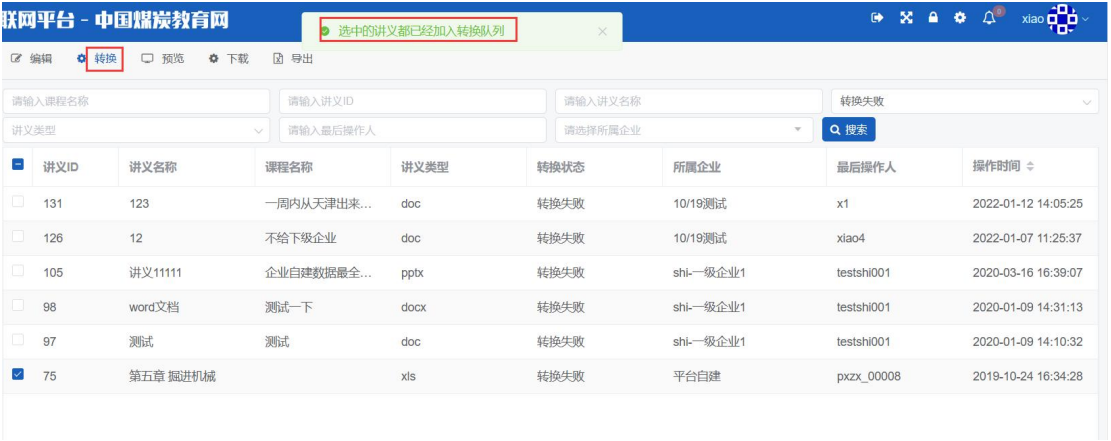 联网平台 - 中国煤炭教育网
选中的讲义都已经加入转换队列
0
xiao
编辑 转换 预览 下载 导出
请输入课程名称 请输入讲义ID 请输入讲义名称 转换失败
讲义类型 请输入最后操作人 请选择所属企业 搜索
讲义ID 讲义名称 课程名称 讲义类型 转换状态 所属企业 最后操作人 操作时间
131 123 一周内从天津出来... doc 转换失败 10/19测试 x1 2022-01-12 14:05:25
126 12 不给下级企业 doc 转换失败 10/19测试 xiao4 2022-01-07 11:25:37
105 讲义11111 企业自建数据最全... pptx 转换失败 shi-一级企业1 testshi001 2020-03-16 16:39:07
98 word文档 测试一下 docx 转换失败 shi-一级企业1 testshi001 2020-01-09 14:31:13
97 测试 测试 doc 转换失败 shi-一级企业1 testshi001 2020-01-09 14:10:32
75 第五章 掘进机械 xls 转换失败 平台自建 pxzx_00008 2019-10-24 16:34:28